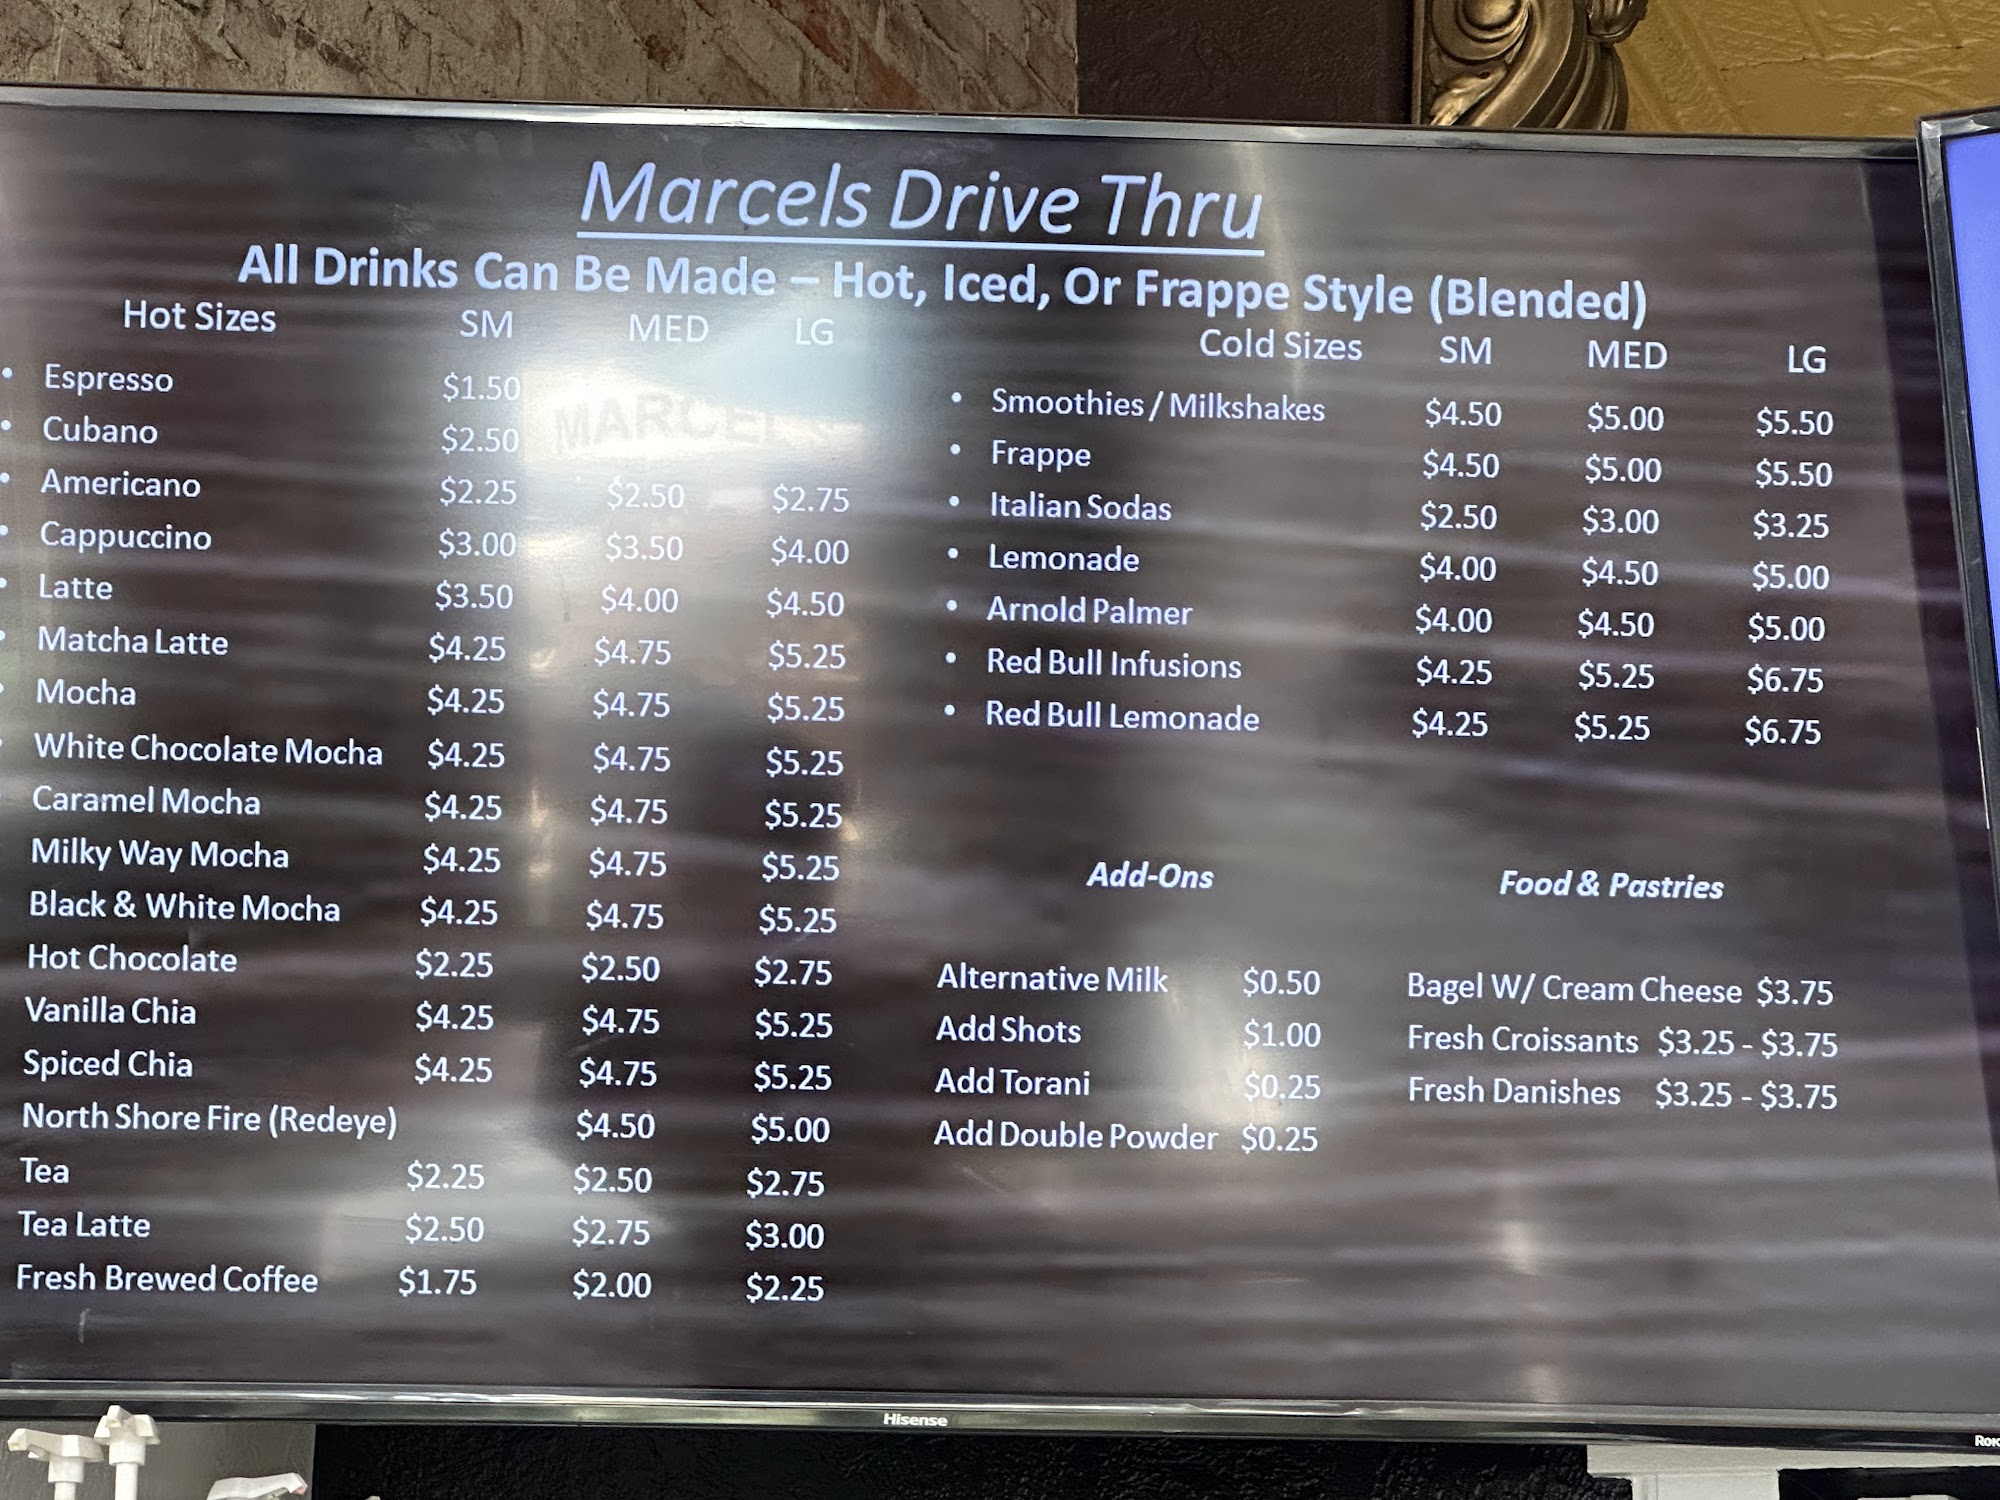 Marcels Drive Thru
All Drinks Can Be Made – Hot, Iced, Or Frappe Style (Blended)
Hot Sizes SM MED LG
• Espresso $1.50
• Cubano $2.50
• Americano $2.25 $2.50 $2.75
• Cappuccino $3.00 $3.50 $4.00
• Latte $3.50 $4.00 $4.50
• Matcha Latte $4.25 $4.75 $5.25
• Mocha $4.25 $4.75 $5.25
• White Chocolate Mocha $4.25 $4.75 $5.25
Caramel Mocha $4.25 $4.75 $5.25
Milky Way Mocha $4.25 $4.75 $5.25
Black & White Mocha $4.25 $4.75 $5.25
Hot Chocolate $2.25 $2.50 $2.75
Vanilla Chia $4.25 $4.75 $5.25
Spiced Chia $4.25 $4.75 $5.25
North Shore Fire (Redeye) $4.50 $5.00
Tea $2.25 $2.50 $2.75
Tea Latte $2.50 $2.75 $3.00
Fresh Brewed Coffee $1.75 $2.00 $2.25
MARCEL'S
Cold Sizes SM MED LG
• Smoothies / Milkshakes $4.50 $5.00 $5.50
• Frappe $4.50 $5.00 $5.50
• Italian Sodas $2.50 $3.00 $3.25
• Lemonade $4.00 $4.50 $5.00
• Arnold Palmer $4.00 $4.50 $5.00
• Red Bull Infusions $4.25 $5.25 $6.75
• Red Bull Lemonade $4.25 $5.25 $6.75
Add-Ons
Alternative Milk $0.50
Add Shots $1.00
Add Torani $0.25
Add Double Powder $0.25
Food & Pastries
Bagel W/ Cream Cheese $3.75
Fresh Croissants $3.25 - $3.75
Fresh Danishes $3.25 - $3.75
Hisense